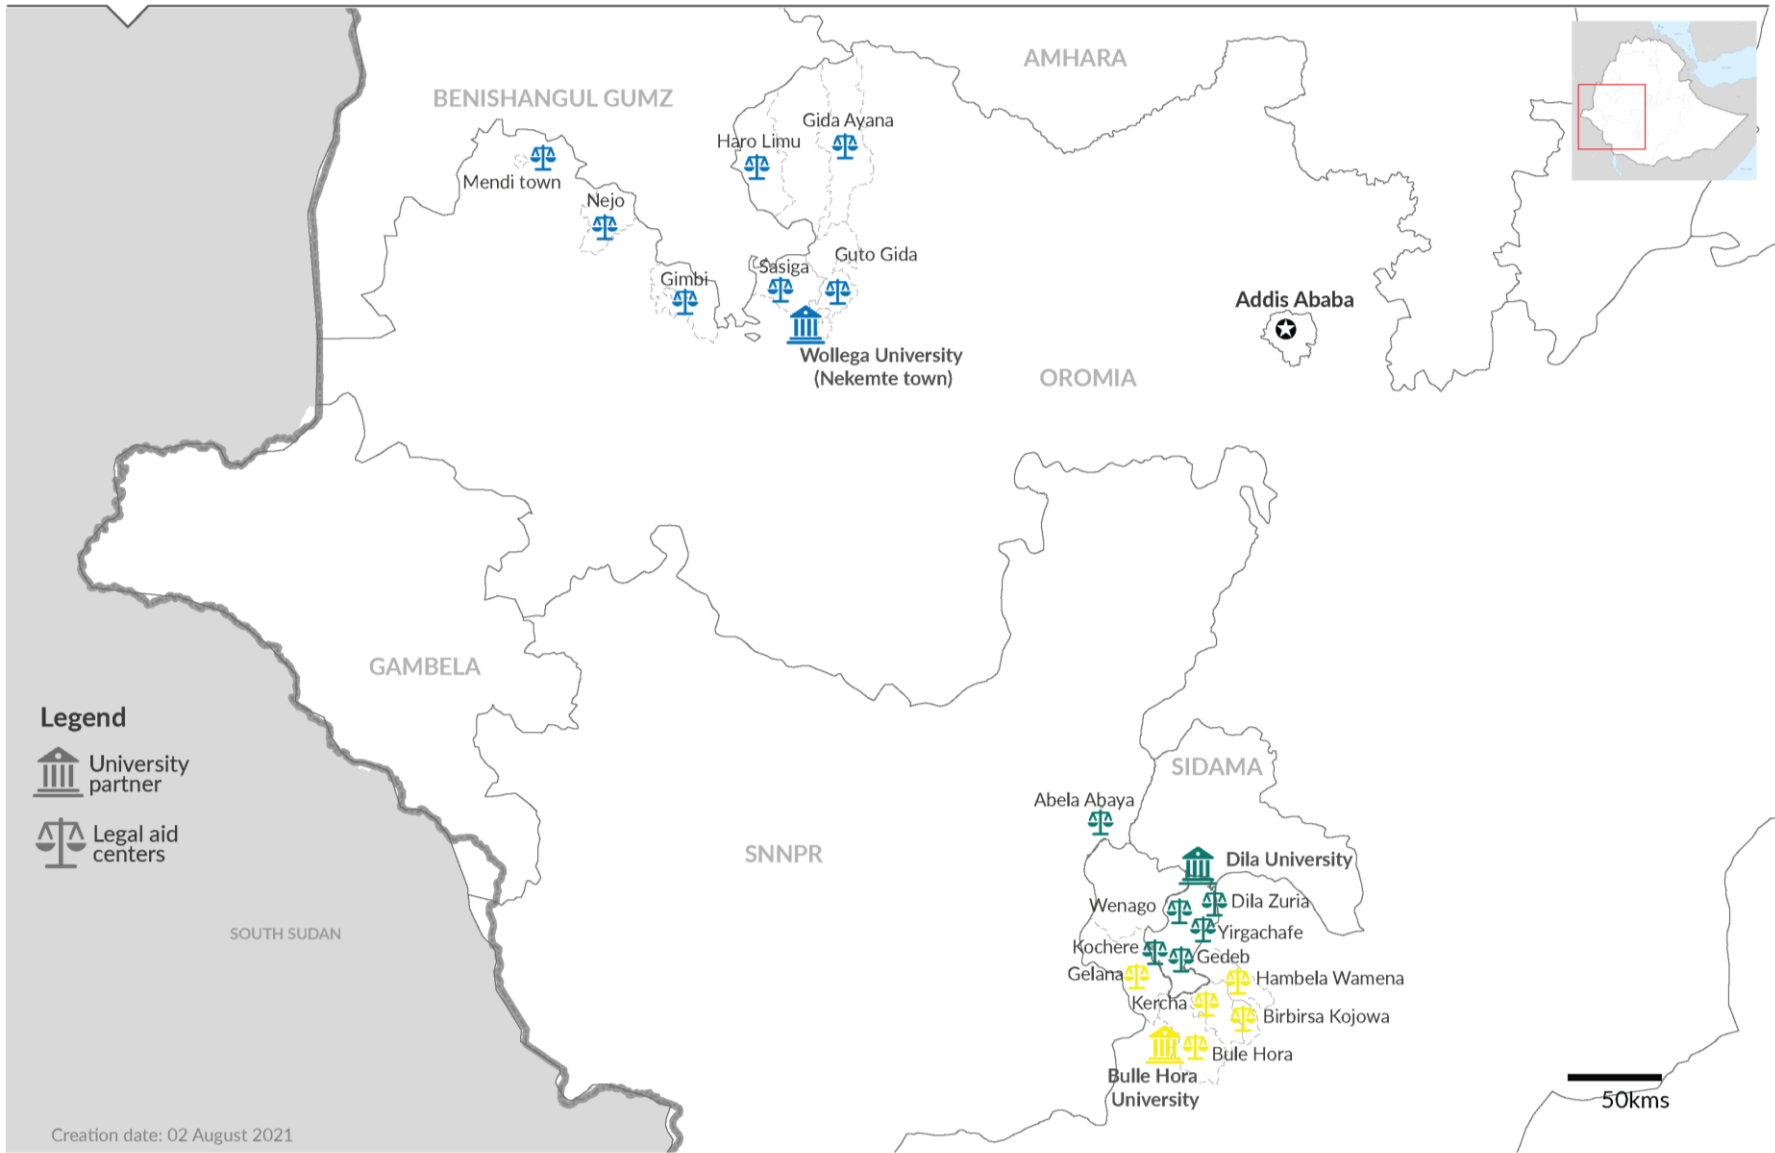 AMHARA
BENISHANGUL GUMZ
Gida Ayana
Haro Limu
Mendi town
Nejo
Guto Gida
Sasiga
Gimbi
Addis Ababa
Wollega University
(Nekemte town)
OROMIA
GAMBELA
Legend
University
partner
Legal aid
centers
SIDAMA
Abela Abaya
SNNPR
Dila University
Wenago
Dila Zuria
Yirgachafe
SOUTH SUDAN
Kochere
Gedeb
Gelana
Hambela Wamena
Kercha
Birbirsa Kojowa
Bule Hora
Bulle Hora
University
50kms
Creation date: 02 August 2021